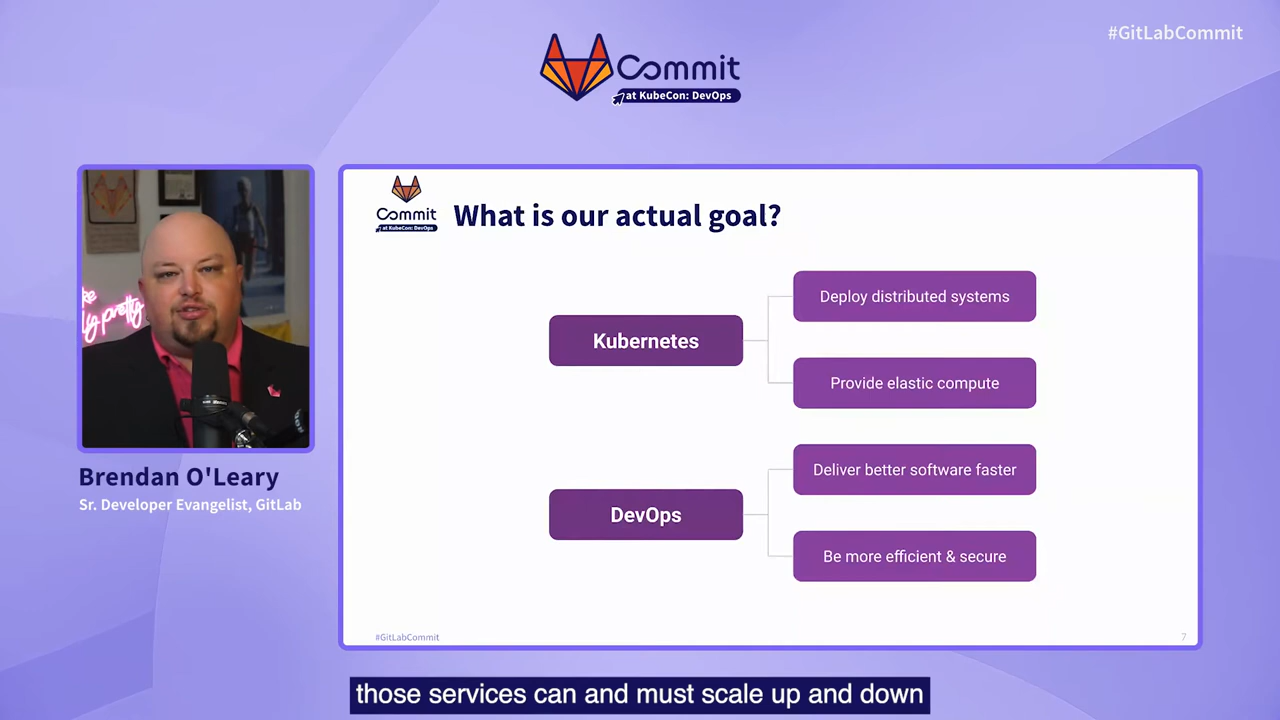 #GitLabCommit
Commit
at KubeCon: DevOps
Commit
at KubeCon: DevOps
What is our actual goal?
Kubernetes
Deploy distributed systems
Provide elastic compute
DevOps
Deliver better software faster
Be more efficient & secure
#GitLabCommit
7
pretty
Brendan O'Leary
Sr. Developer Evangelist, GitLab
those services can and must scale up and down